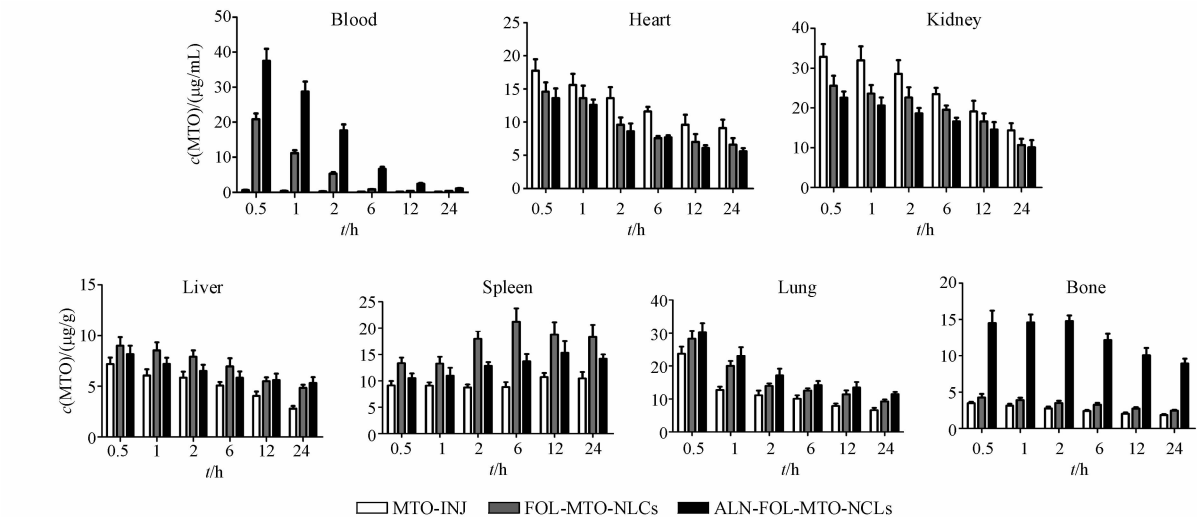 Blood
50
40
30
20
10
0
c(MTO)/(μg/mL)
0.5 1 2 6 12 24
t/h
Heart
25
20
15
10
5
0
0.5 1 2 6 12 24
t/h
Kidney
40
30
20
10
0
0.5 1 2 6 12 24
t/h
Liver
15
10
5
0
c(MTO)/(μg/g)
0.5 1 2 6 12 24
t/h
Spleen
25
20
15
10
5
0
0.5 1 2 6 12 24
t/h
Lung
40
30
20
10
0
0.5 1 2 6 12 24
t/h
Bone
20
15
10
5
0
0.5 1 2 6 12 24
t/h
MTO-INJ FOL-MTO-NLCs ALN-FOL-MTO-NCLs